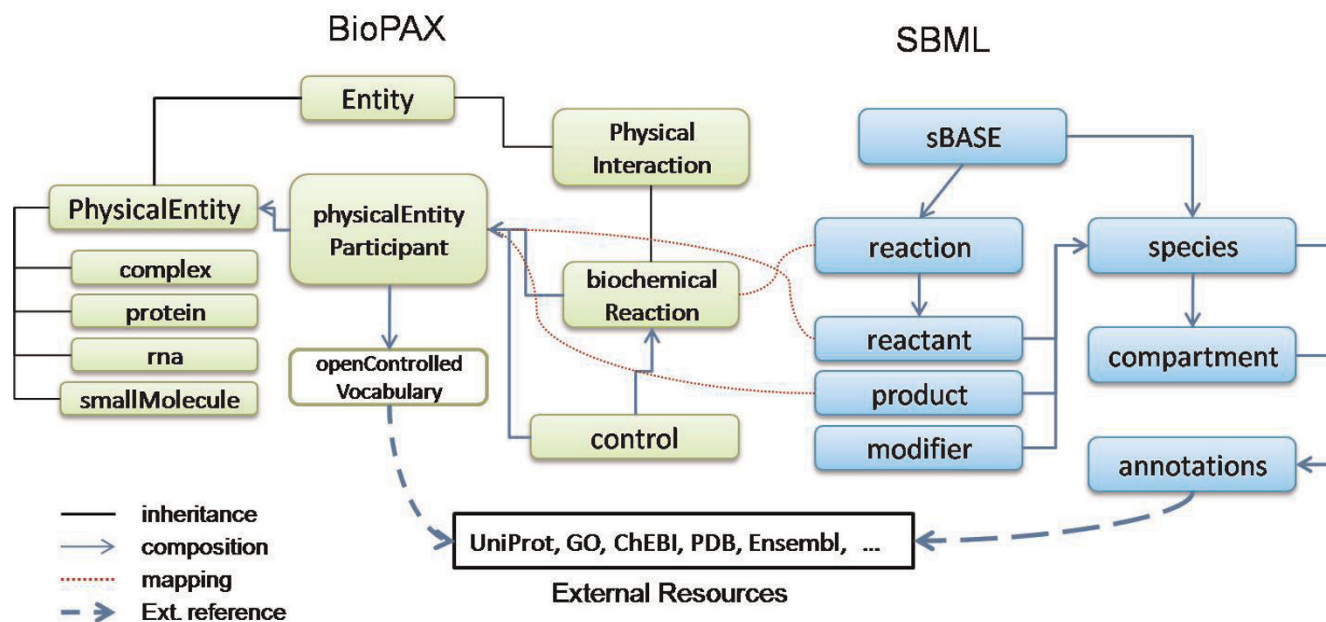 BioPAX
SBML
Entity
Physical
Interaction
sBASE
PhysicalEntity
physicalEntity
Participant
reaction
species
complex
biochemical
Reaction
protein
reactant
compartment
rna
openControlled
Vocabulary
smallMolecule
product
control
modifier
annotations
inheritance
composition
mapping
Ext. reference
UniProt, GO, ChEBI, PDB, Ensembl, ...
External Resources